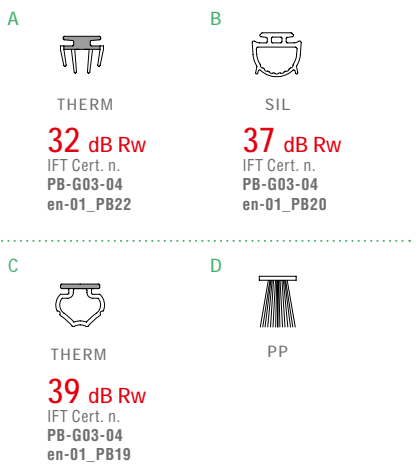 A
THERM
32 dB Rw
IFT Cert. n.
PB-G03-04
en-01_PB22
B
SIL
37 dB Rw
IFT Cert. n.
PB-G03-04
en-01_PB20
C
THERM
39 dB Rw
IFT Cert. n.
PB-G03-04
en-01_PB19
D
PP